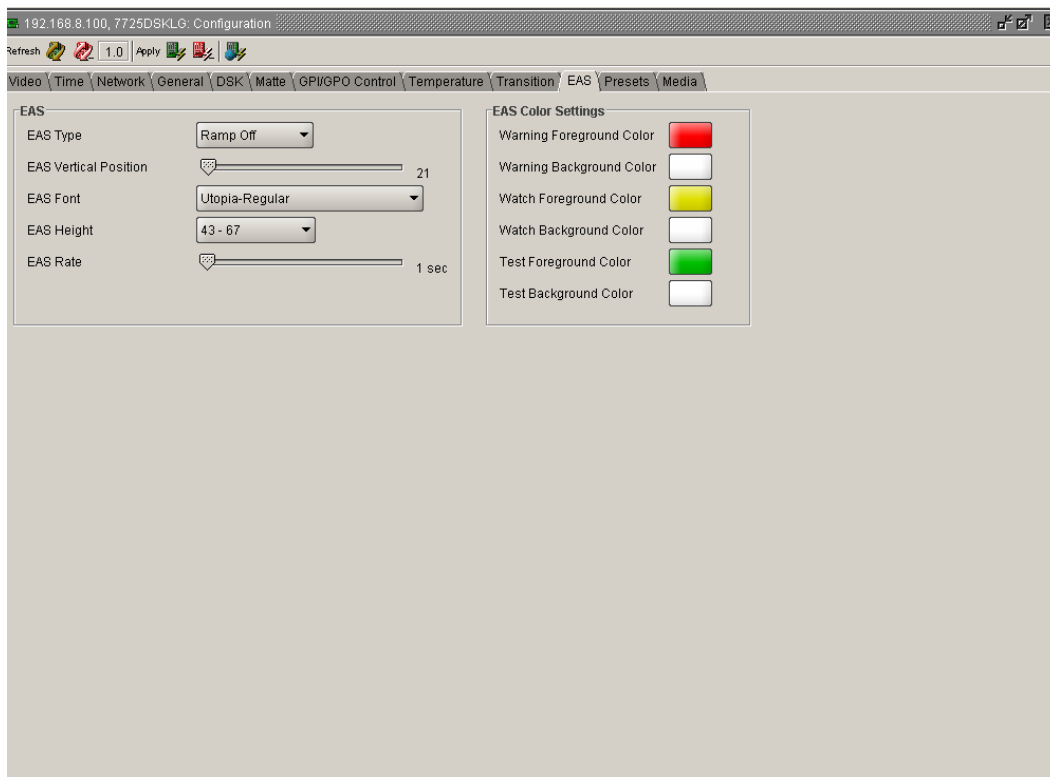 192.168.8.100, 7725DSKLG: Configuration
Refresh 1.0 Apply
Video Time Network General DSK Matte GPI/GPO Control Temperature Transition EAS Presets Media
EAS
EAS Type Ramp Off
EAS Vertical Position 21
EAS Font Utopia-Regular
EAS Height 43 - 67
EAS Rate 1 sec
EAS Color Settings
Warning Foreground Color
Warning Background Color
Watch Foreground Color
Watch Background Color
Test Foreground Color
Test Background Color